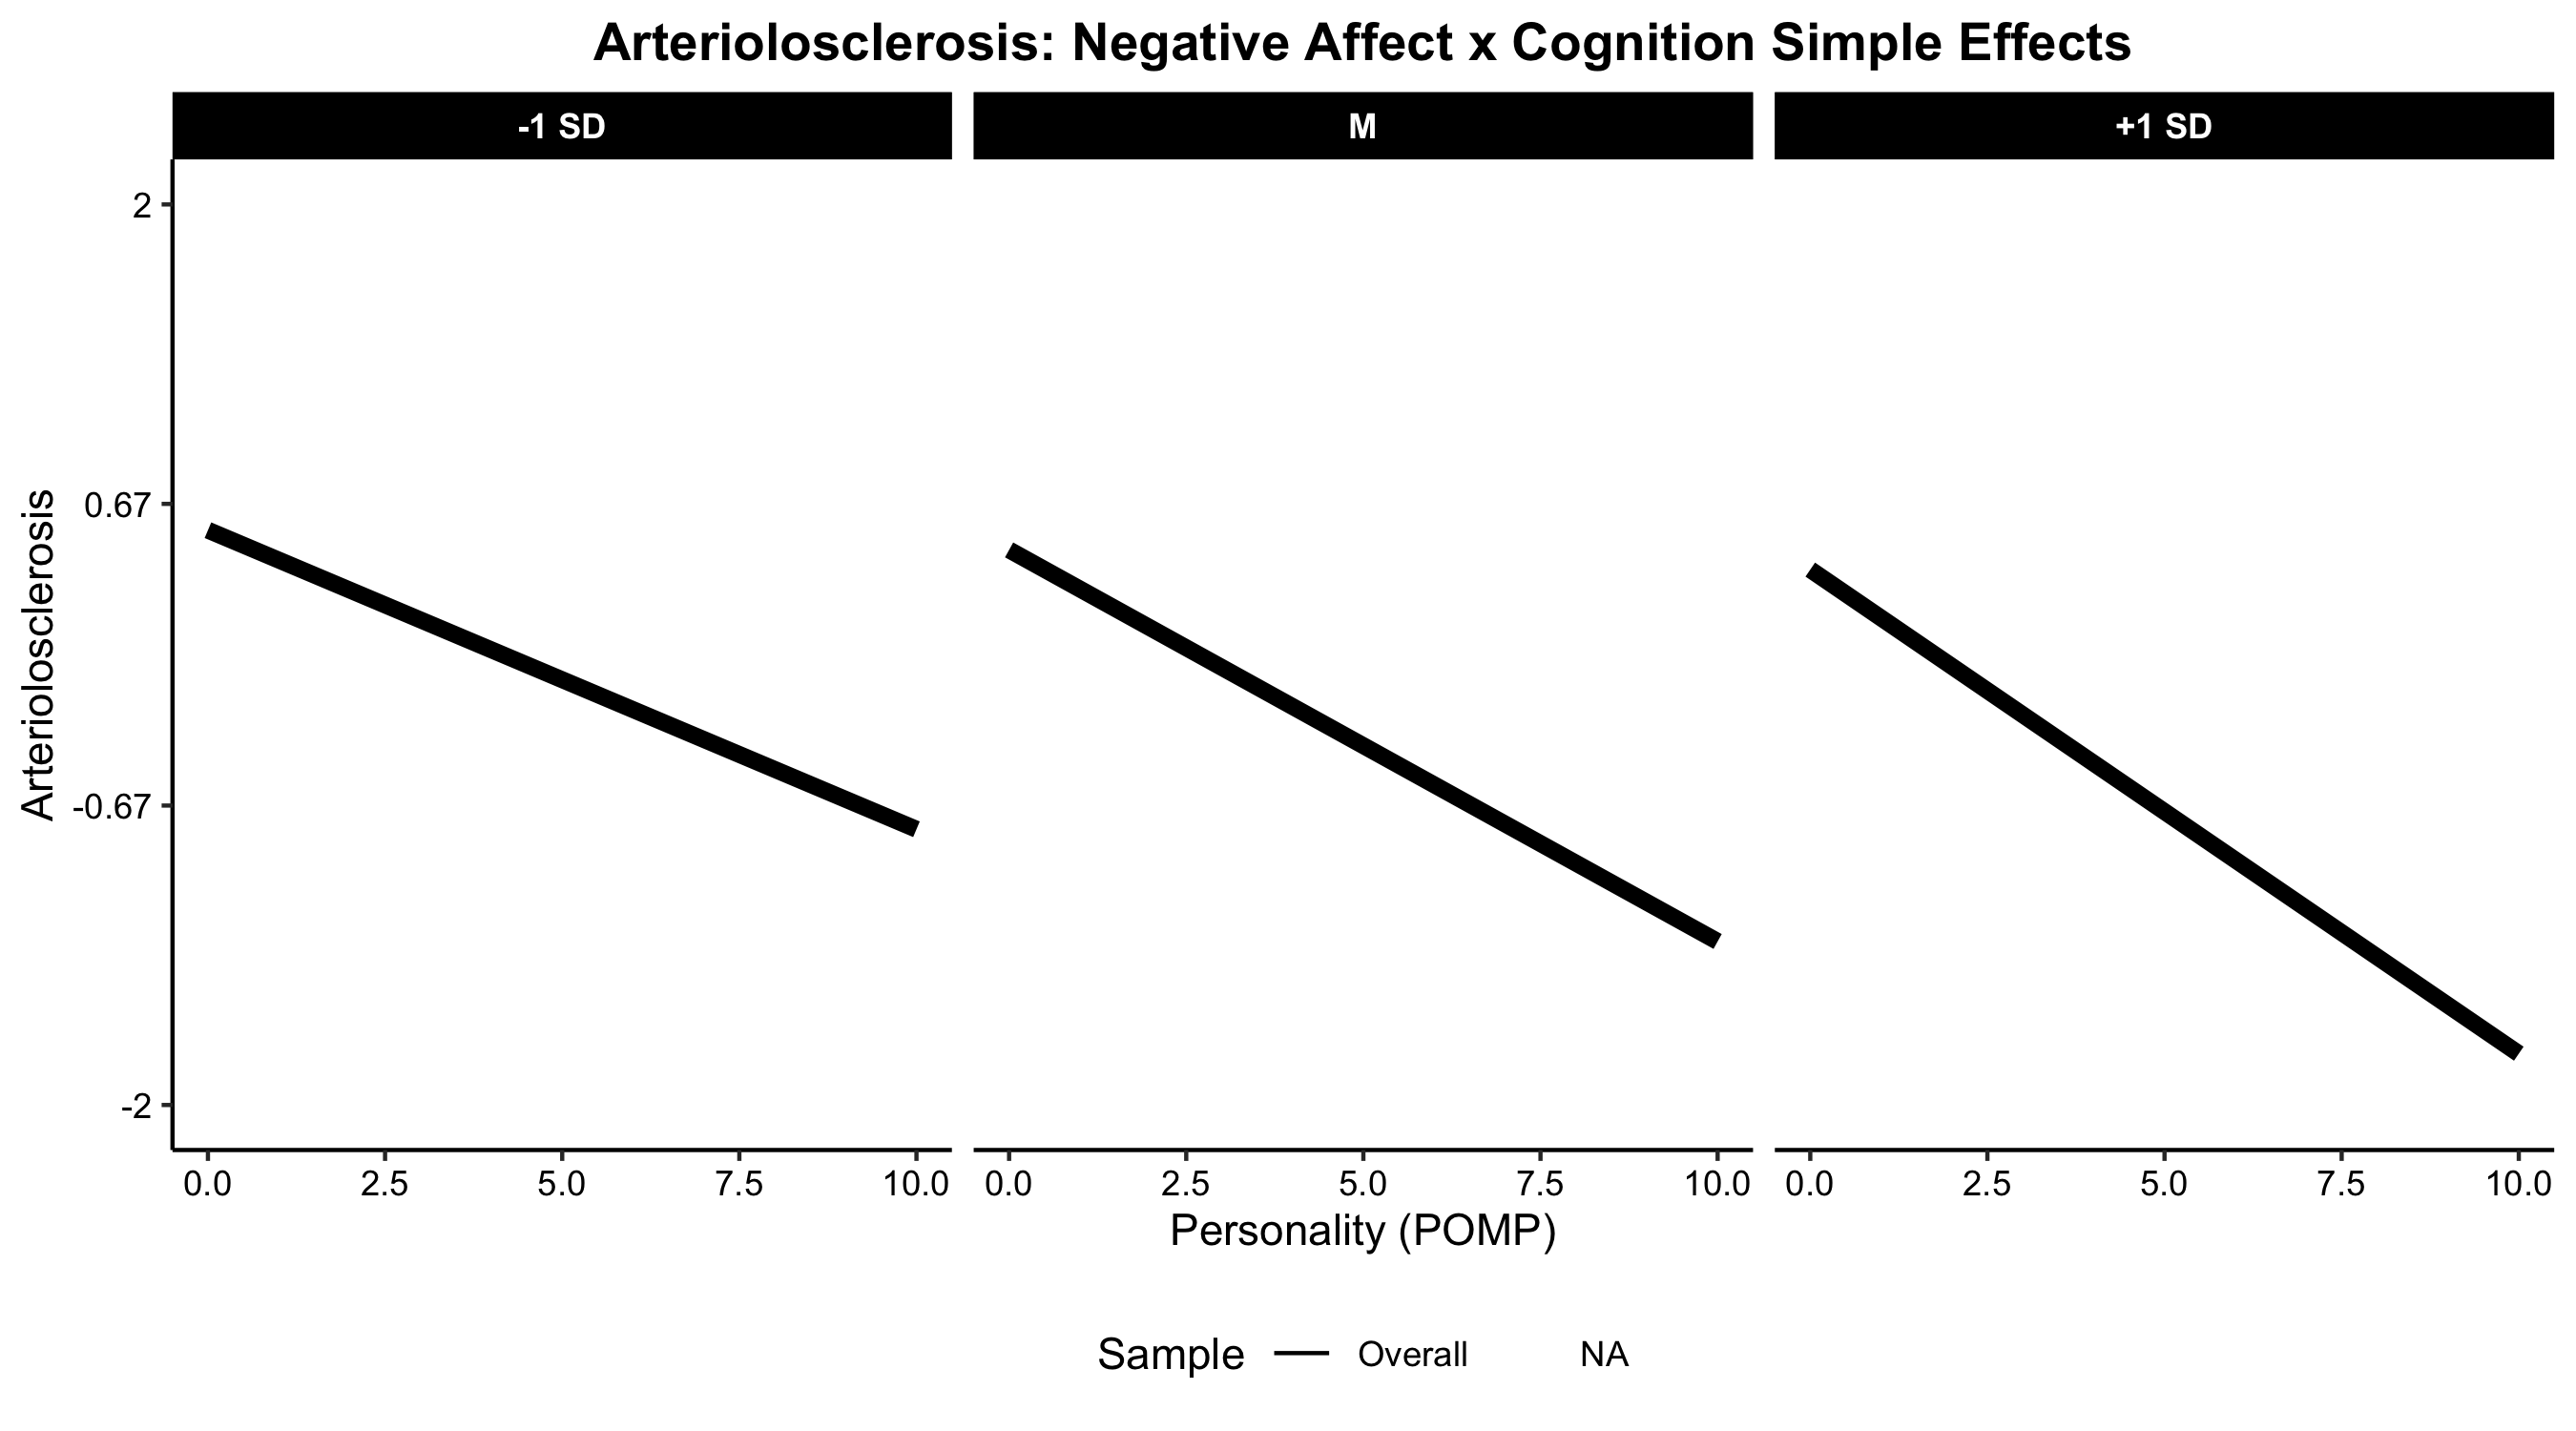 Arteriolosclerosis: Negative Affect x Cognition Simple Effects
-1 SD
M
+1 SD
Arteriolosclerosis
2
0.67
-0.67
-2
0.0 2.5 5.0 7.5 10.0 0.0 2.5 5.0 7.5 10.0 0.0 2.5 5.0 7.5 10.0
Personality (POMP)
Sample Overall NA